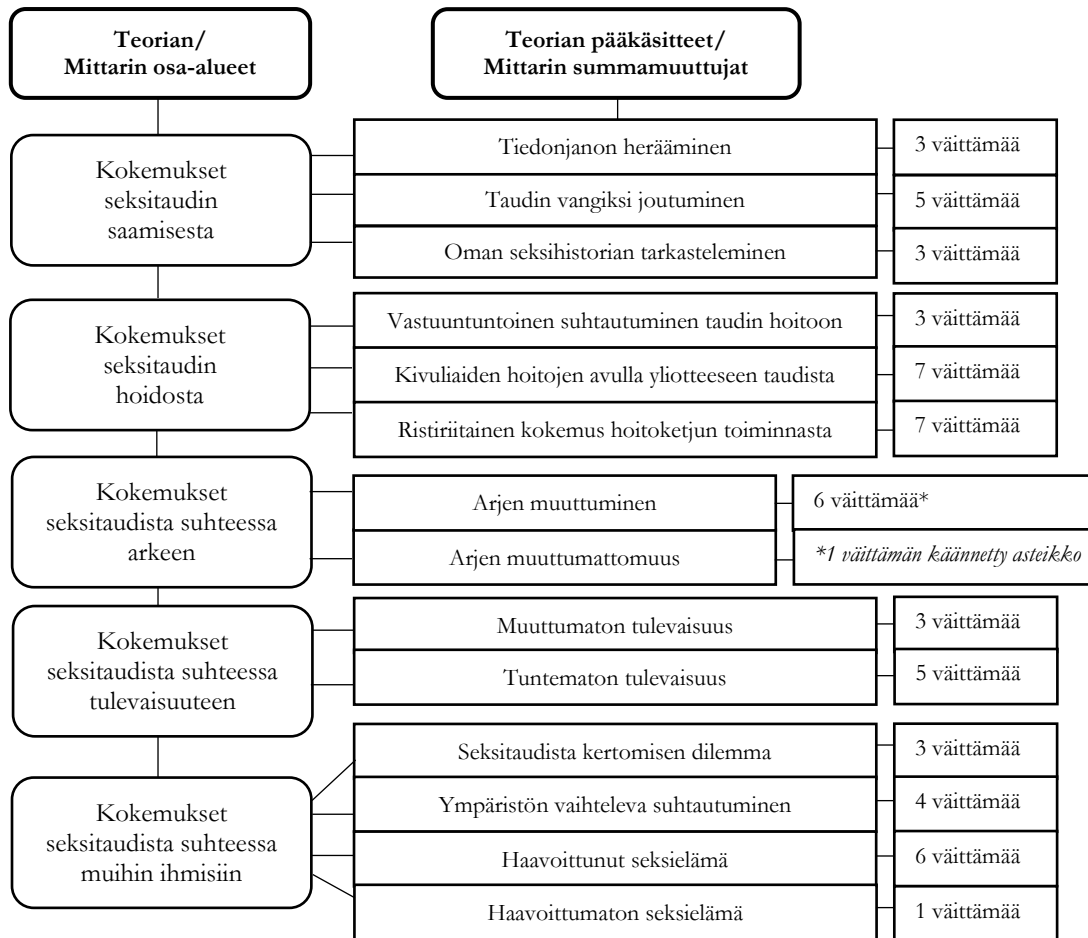 Teorian/
Mittarin osa-alueet
Teorian pääkäsitteet/
Mittarin summamuuttujat
Kokemukset
seksitaudin
saamisesta
Tiedonjanon herääminen
3 väittämää
Taudin vangiksi joutuminen
5 väittämää
Oman seksihistorian tarkasteleminen
3 väittämää
Kokemukset
seksitaudin
hoidosta
Vastuuntuntoinen suhtautuminen taudin hoitoon
3 väittämää
Kivuliaiden hoitojen avulla yliotteeseen taudista
7 väittämää
Ristiriitainen kokemus hoitoketjun toiminnasta
7 väittämää
Kokemukset
seksitaudista suhteessa
arkeen
Arjen muuttuminen
6 väittämää*
Arjen muuttumattomuus
*1 väittämän käännetty asteikko
Kokemukset
seksitaudista suhteessa
tulevaisuuteen
Muuttumaton tulevaisuus
3 väittämää
Tuntematon tulevaisuus
5 väittämää
Kokemukset
seksitaudista suhteessa
muihin ihmisiin
Seksitaudista kertomisen dilemma
3 väittämää
Ympäristön vaihteleva suhtautuminen
4 väittämää
Haavoittunut seksielämä
6 väittämää
Haavoittumaton seksielämä
1 väittämää